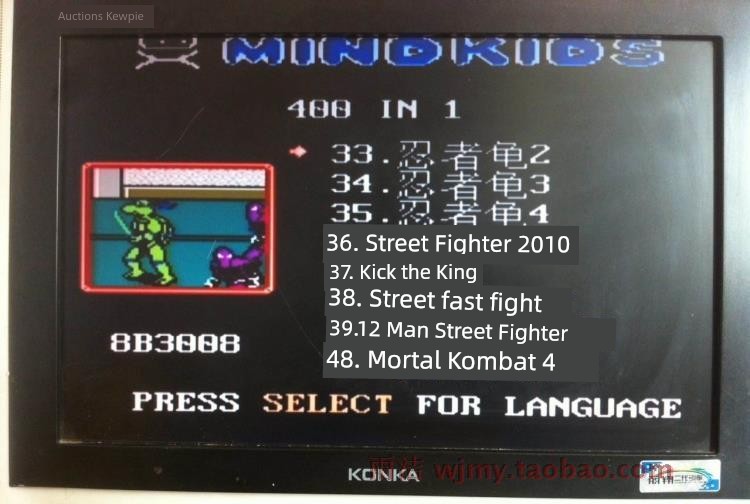 Auctions Kewpie
MINDKIDS
400 IN 1
33.忍者龟2
34.忍者龟3
35.忍者龟4
36. Street Fighter 2010
37. Kick the King
38. Street fast fight
39.12 Man Street Fighter
48. Mortal Kombat 4
8B3008
PRESS SELECT FOR LANGUAGE
KONKA
wjmy.taobao.com